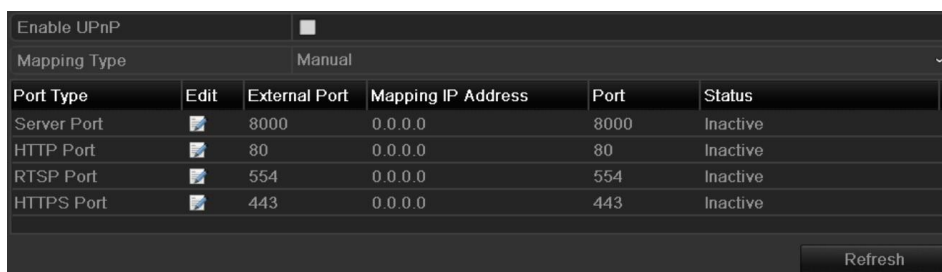 Enable UPnP
Mapping Type Manual
Port Type Edit External Port Mapping IP Address Port Status
Server Port 8000 0.0.0.0 8000 Inactive
HTTP Port 80 0.0.0.0 80 Inactive
RTSP Port 554 0.0.0.0 554 Inactive
HTTPS Port 443 0.0.0.0 443 Inactive
Refresh